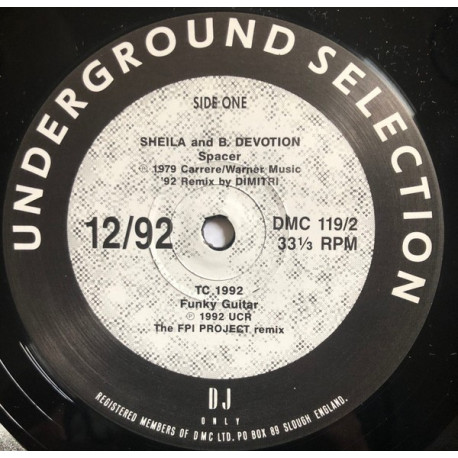 UNDERGROUND SELECTION
SIDE ONE
SHEILA and B. DEVOTION
Spacer
℗ 1979 Carrere/Warner Music
'92 Remix by DIMITRI
12/92
DMC 119/2
33⅓ RPM
TC 1992
Funky Guitar
℗ 1992 UCR
The FPI PROJECT remix
DJ
ONLY
REGISTERED MEMBERS OF DMC LTD. PO BOX 89 SLOUGH ENGLAND.